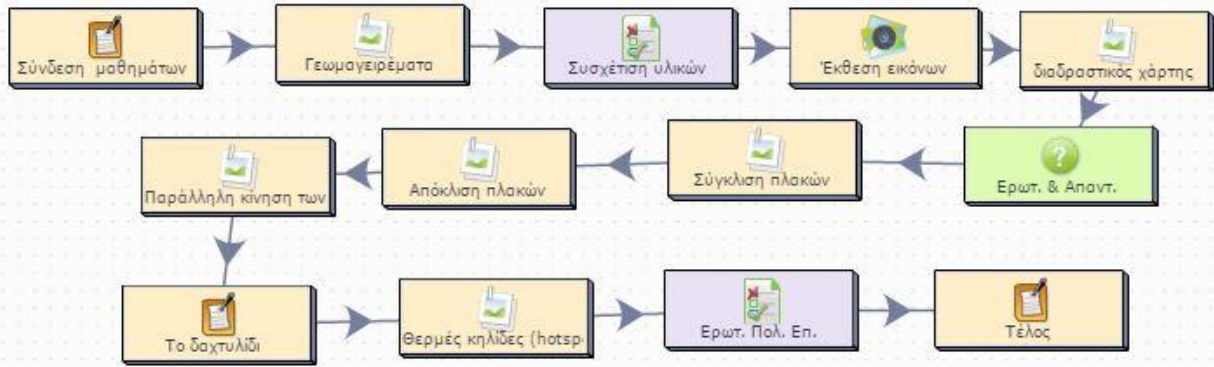 Σύνδεση μαθημάτων
Γεωμαγειρέματα
Συσχέτιση υλικών
Έκθεση εικόνων
διαδραστικός χάρτης
Ερωτ. & Απαντ.
Σύγκλιση πλακών
Απόκλιση πλακών
Παράλληλη κίνηση των
Το δαχτυλίδι
Θερμές κηλίδες (hotsp
Ερωτ. Πολ. Επ.
Τέλος